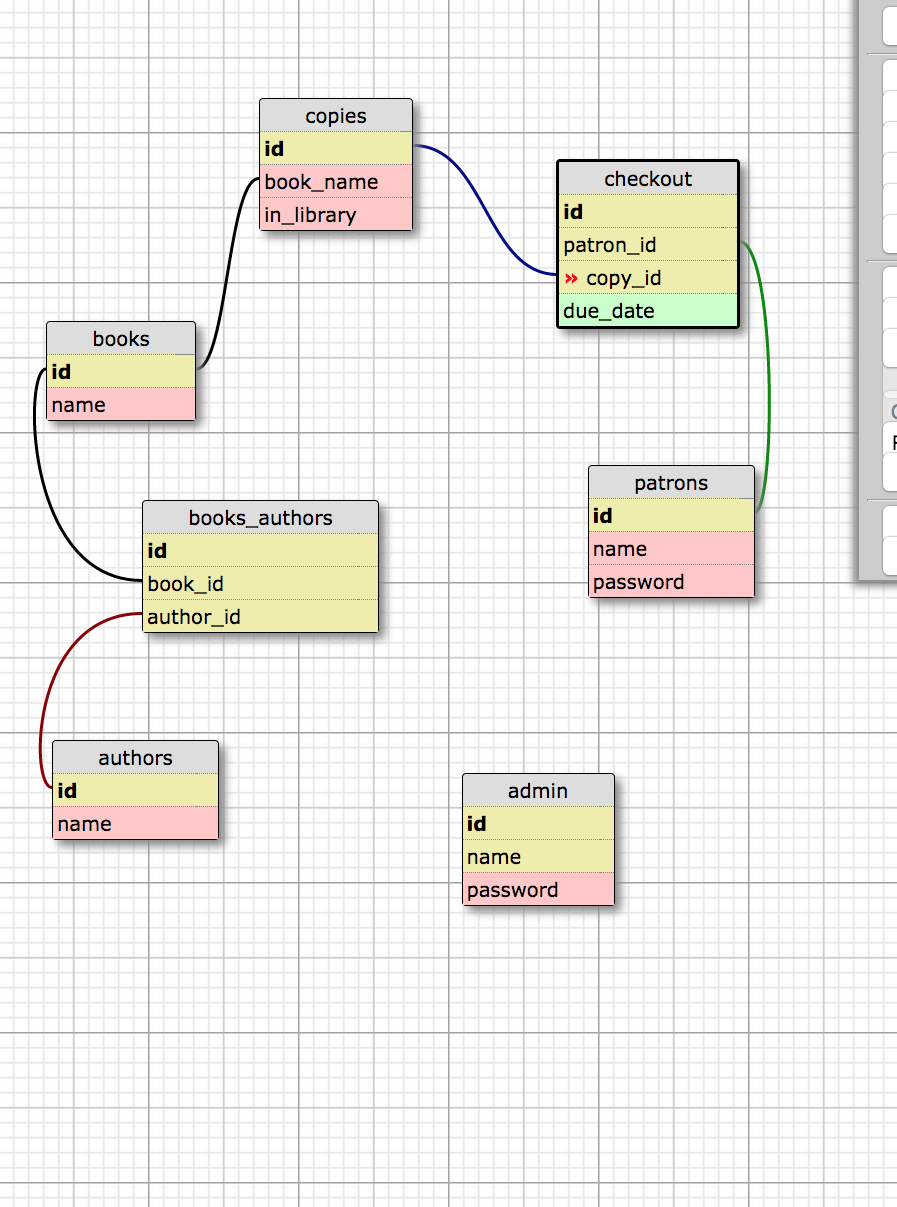 copies
id
book_name
in_library
checkout
id
patron_id
» copy_id
due_date
books
id
name
books_authors
id
book_id
author_id
patrons
id
name
password
authors
id
name
admin
id
name
password